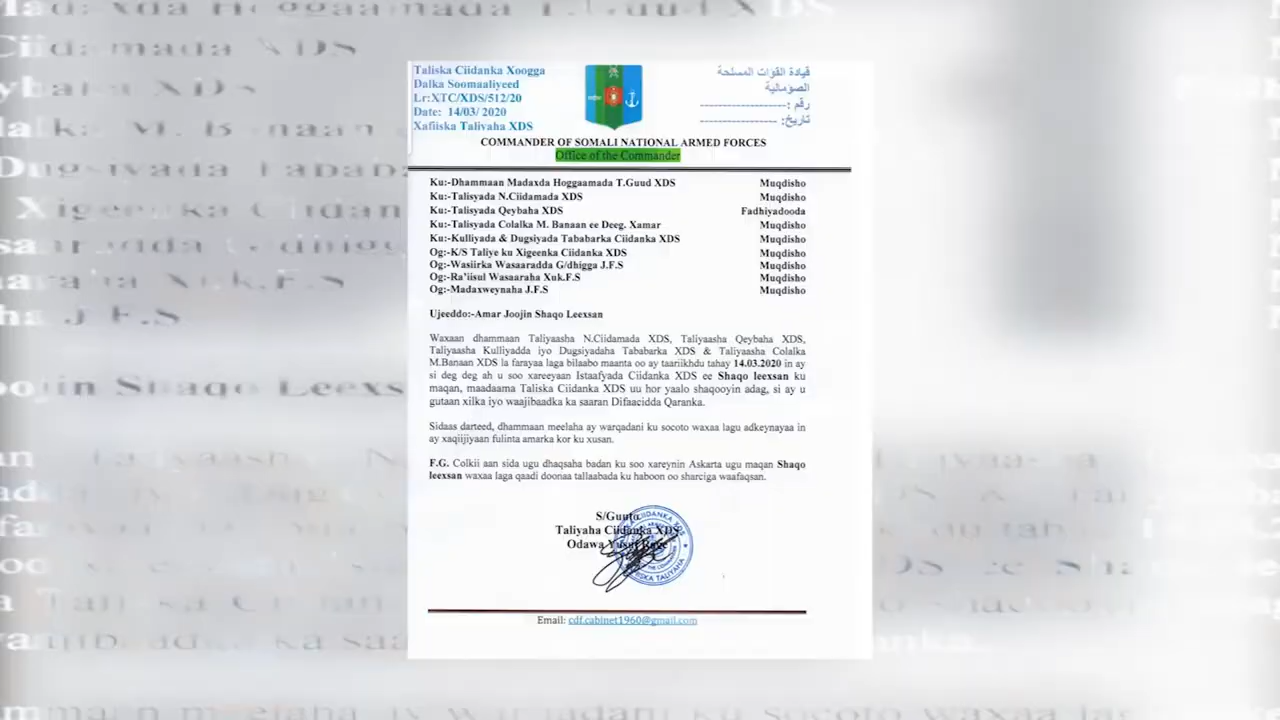 Taliska Ciidanka Xoogga
Dalka Soomaaliyeed
Lr:XTC/XDS/512/20
Date: 14/03/ 2020
Xafiiska Taliyaha XDS
قيادة القوات المسلحة
الصومالية
رقم :-------------------
تاريخ: -----------------
COMMANDER OF SOMALI NATIONAL ARMED FORCES
Office of the Commander
Ku:-Dhammaan Madaxda Hoggaamada T.Guud XDS Muqdisho
Ku:-Talisyada N.Ciidamada XDS Muqdisho
Ku:-Talisyada Qeybaha XDS Fadhiyadooda
Ku:-Talisyada Colalka M. Banaan ee Deeg. Xamar Muqdisho
Ku:-Kulliyada & Dugsiyada Tababarka Ciidanka XDS Muqdisho
Og:-K/S Taliye ku Xigeenka Ciidanka XDS Muqdisho
Og:-Wasiirka Wasaaradda G/dhigga J.F.S Muqdisho
Og:-Ra'iisul Wasaaraha Xuk.F.S Muqdisho
Og:-Madaxweynaha J.F.S Muqdisho
Ujeeddo:-Amar Joojin Shaqo Leexsan
Waxaan dhammaan Taliyaasha N.Ciidamada XDS, Taliyaasha Qeybaha XDS,
Taliyaasha Kulliyadda iyo Dugsiyadaha Tababarka XDS & Taliyaasha Colalka
M.Banaan XDS la farayaa laga bilaabo maanta oo ay taariikhdu tahay 14.03.2020 in ay
si deg deg ah u soo xareeyaan Istaafyada Ciidanka XDS ee Shaqo leexsan ku
maqan, madaama Taliska Ciidanka XDS uu hor yaalo shaqooyin adag, si ay u
gutaan xilka iyo waajibaadka ka saaran Difaacidda Qaranka.
Sidaas darteed, dhammaan meelaha ay warqadani ku socoto waxaa lagu adkeynayaa in
ay xaqiijiyaan fulinta amarka kor ku xusan.
F.G. Colkii aan sida ugu dhaqsaha badan ku soo xareynin Askarta ugu maqan Shaqo
leexsan waxaa laga qaadi doonaa tallaabada ku haboon oo sharciga waafaqsan.
S/Guuto
Taliyaha Ciidanka XDS
Odawa Yusuf Rage
Email: cdf.cabinet1960@gmail.com